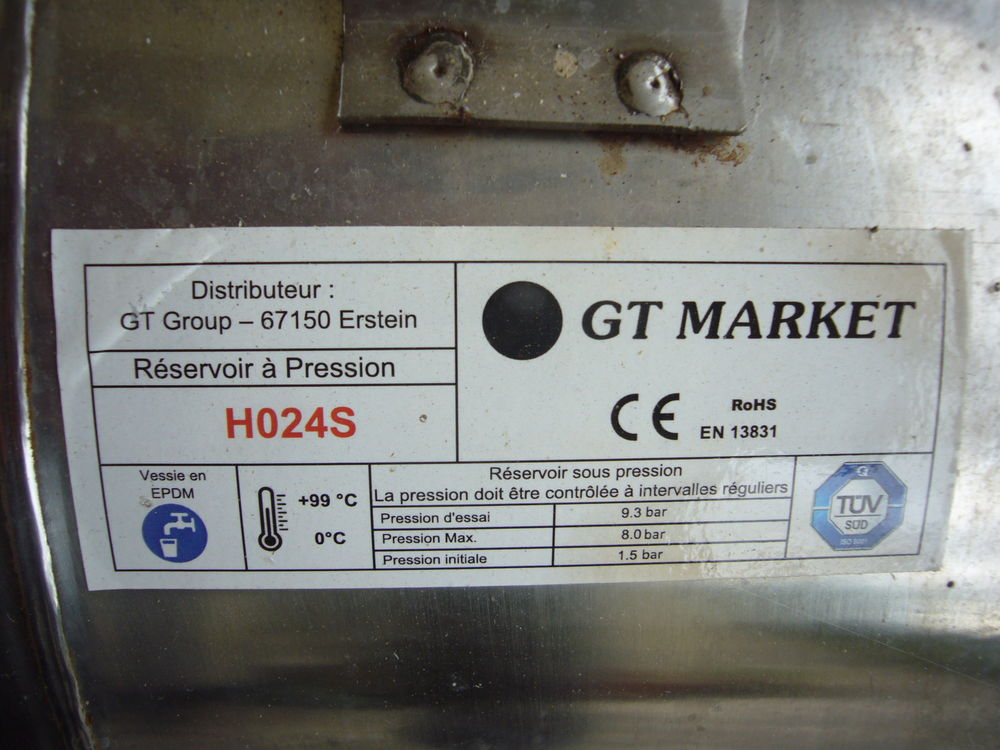 Distributeur :
GT Group – 67150 Erstein
Réservoir à Pression
H024S
GT MARKET
CE
RoHS
EN 13831
Vessie en
EPDM
+99 °C
0°C
Réservoir sous pression
La pression doit être contrôlée à intervalles réguliers
Pression d'essai 9.3 bar
Pression Max. 8.0 bar
Pression initiale 1.5 bar
TÜV
SÜD
ISO 9001